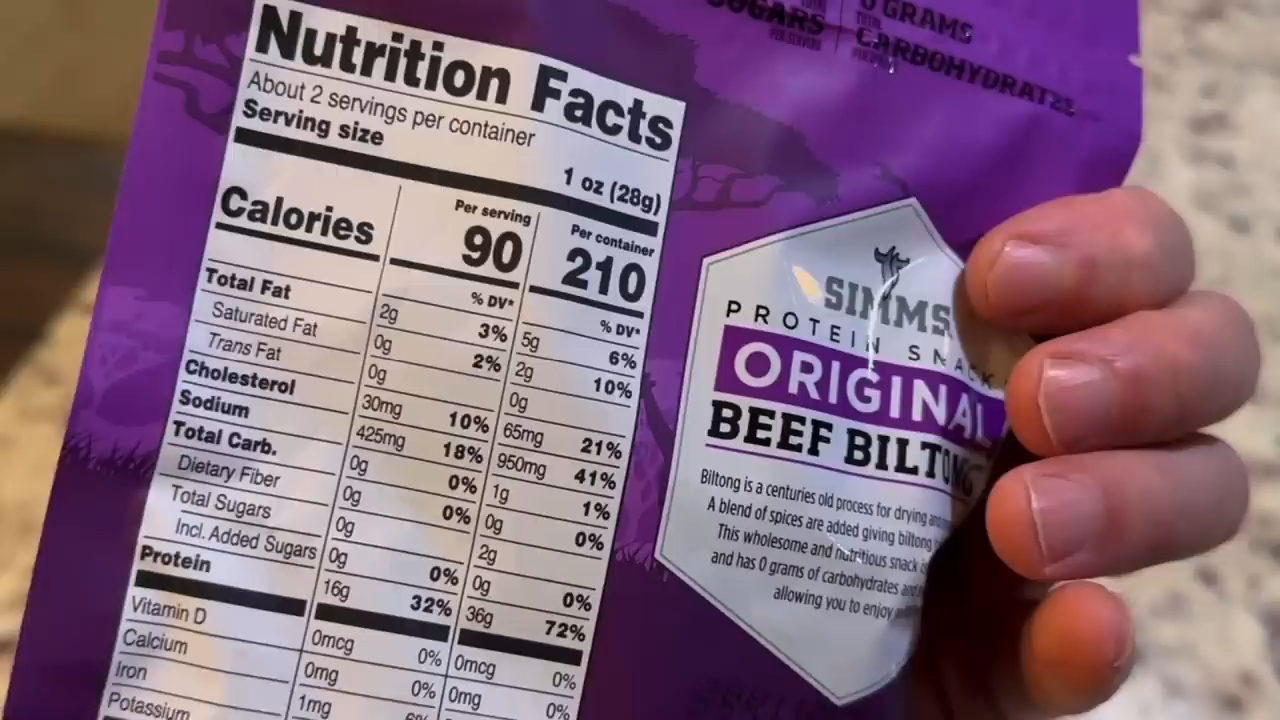 SUGARS
PER SERVING
0 GRAMS
TOTAL
CARBOHYDRATES
Nutrition Facts
About 2 servings per container
Serving size 1 oz (28g)
Calories Per serving 90 Per container 210
% DV* % DV*
Total Fat 2g 3% 5g 6%
Saturated Fat 0g 2% 2g 10%
Trans Fat 0g 0g
Cholesterol 30mg 10% 65mg 21%
Sodium 425mg 18% 950mg 41%
Total Carb. 0g 0% 1g 1%
Dietary Fiber 0g 0% 0g 0%
Total Sugars 0g 2g
Incl. Added Sugars 0g 0% 0g 0%
Protein 16g 32% 36g 72%
Vitamin D 0mcg 0% 0mcg 0%
Calcium 0mg 0% 0mg 0%
Iron 1mg 6%
Potassium
SIMMS
PROTEIN SNACK
ORIGINAL
BEEF BILTONG
Biltong is a centuries old process for drying and
A blend of spices are added giving biltong
This wholesome and nutritious snack
and has 0 grams of carbohydrates and
allowing you to enjoy